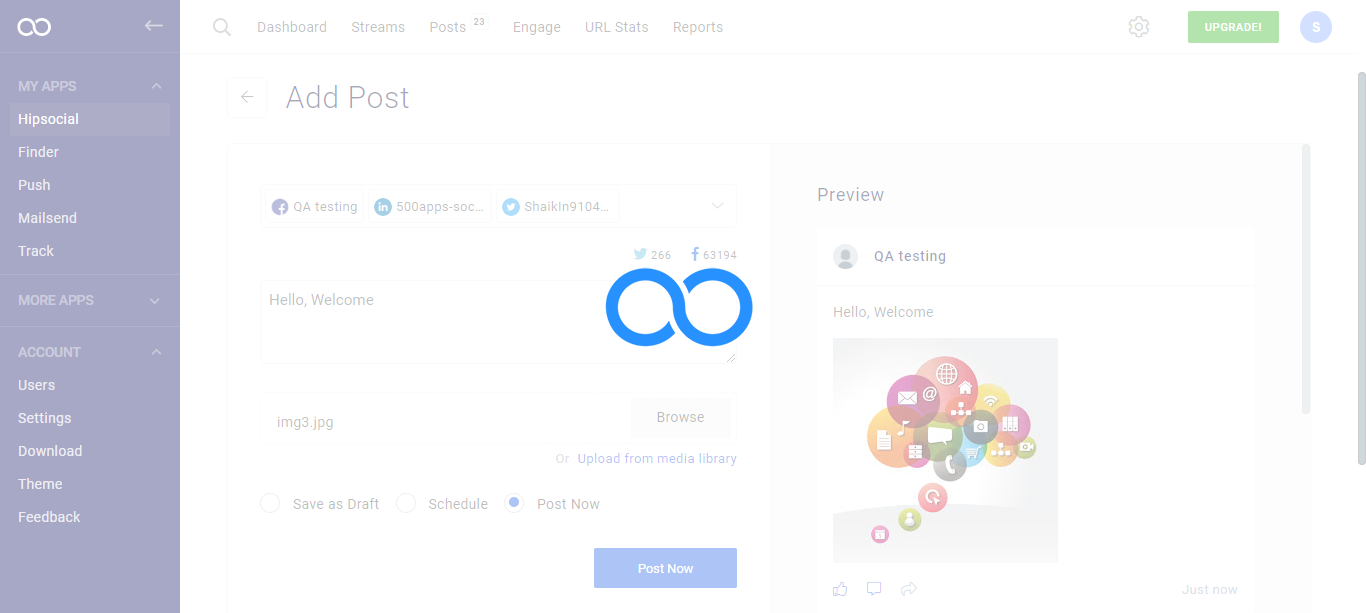 Dashboard
Streams
Posts 23
Engage
URL Stats
Reports
UPGRADE!
S
MY APPS
Hipsocial
Finder
Push
Mailsend
Track
MORE APPS
ACCOUNT
Users
Settings
Download
Theme
Feedback
Add Post
QA testing
500apps-soc...
ShaikIn9104...
266
63194
Hello, Welcome
img3.jpg
Browse
Or Upload from media library
Save as Draft
Schedule
Post Now
Post Now
Preview
QA testing
Hello, Welcome
@
Just now